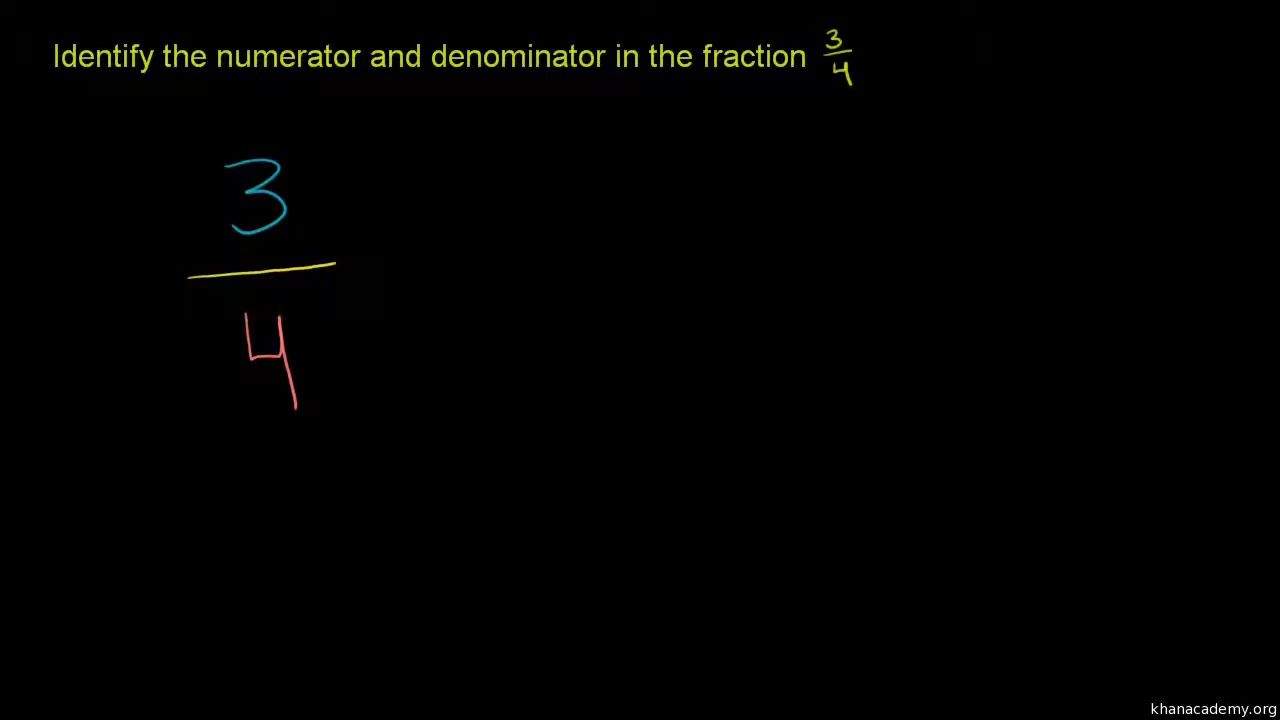 Identify the numerator and denominator in the fraction 3/4
3
4
khanacademy.org